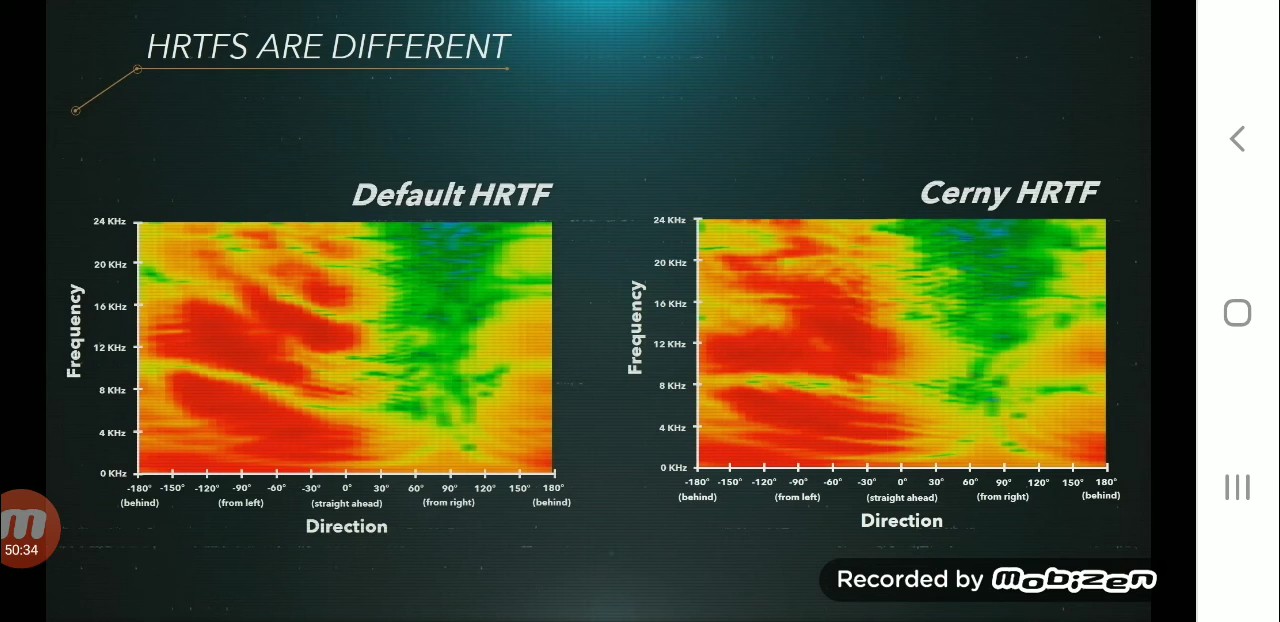 HRTFS ARE DIFFERENT
Default HRTF
24 KHz
20 KHz
16 KHz
12 KHz
8 KHz
4 KHz
0 KHz
Frequency
-180° -150° -120° -90° -60° -30° 0° 30° 60° 90° 120° 150° 180°
(behind) (from left) (straight ahead) (from right) (behind)
Direction
Cerny HRTF
24 KHz
20 KHz
16 KHz
12 KHz
8 KHz
4 KHz
0 KHz
Frequency
-180° -150° -120° -90° -60° -30° 0° 30° 60° 90° 120° 150° 180°
(behind) (from left) (straight ahead) (from right) (behind)
Direction
m
50:34
Recorded by mobizen